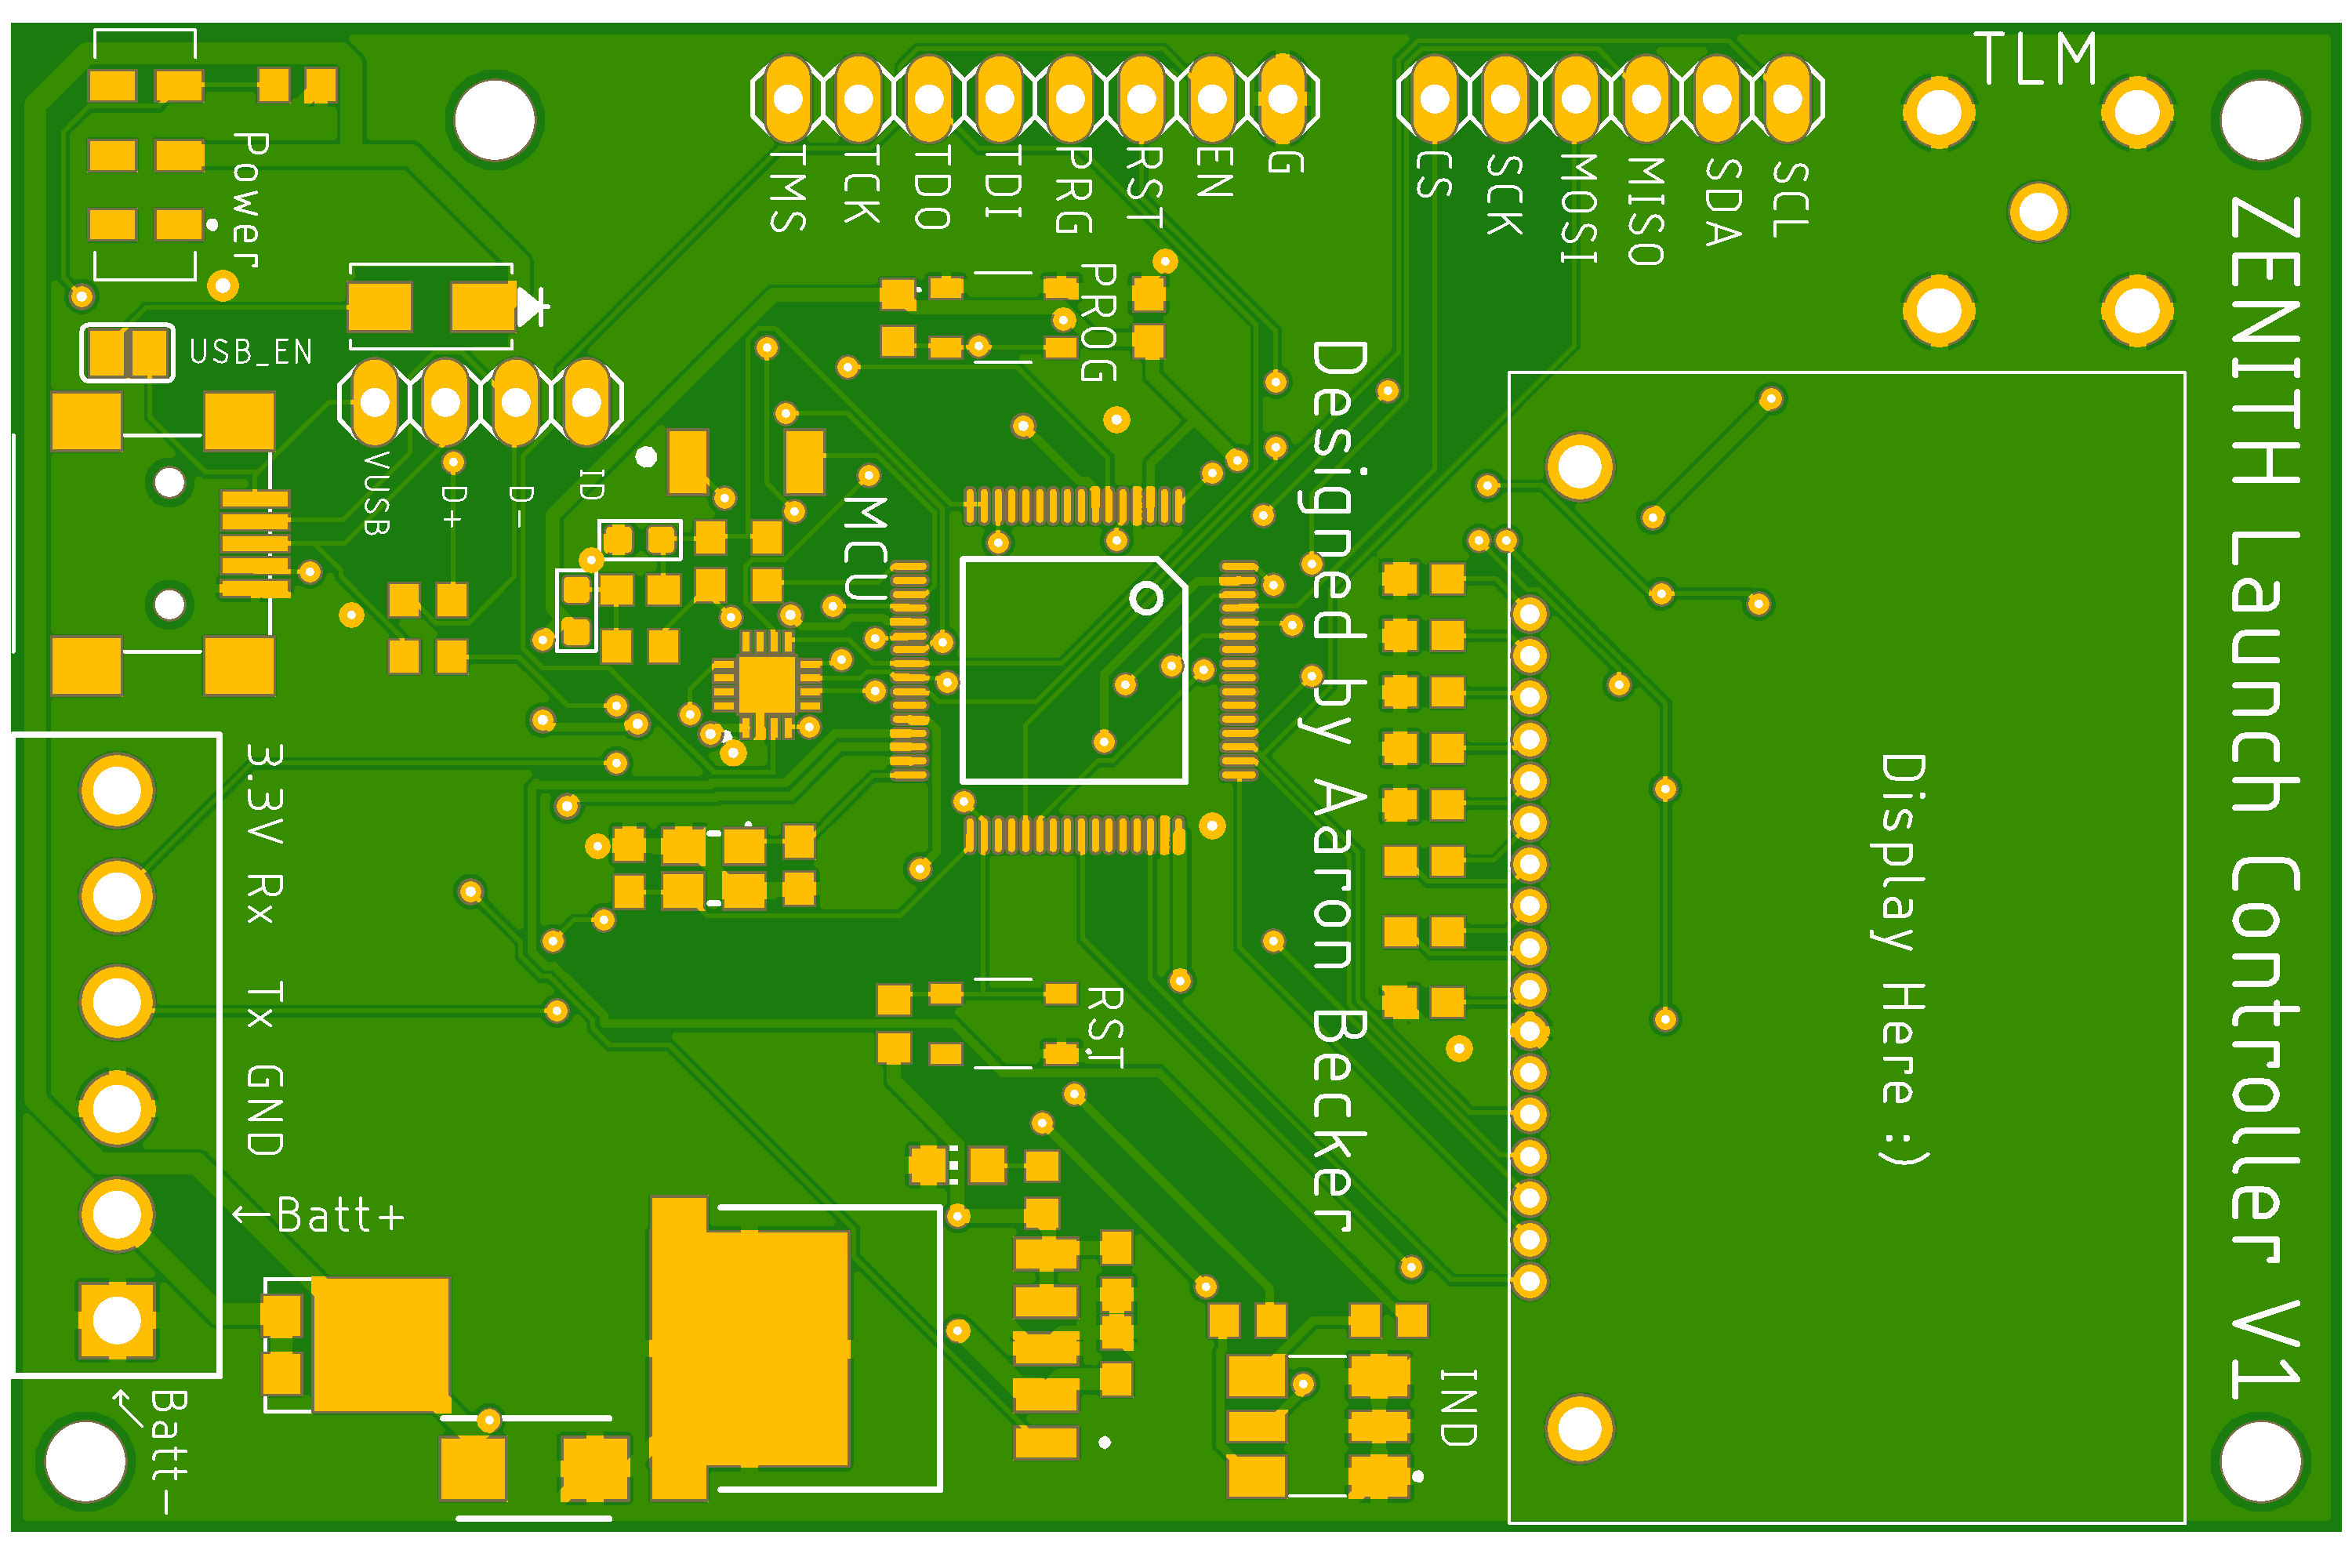 TLM
Power
TMS
TCK
TDO
TDI
PRG
RST
EN
G
CS
SCK
MOSI
MISO
SDA
SCL
PROG
USB_EN
VUSB
D+
D-
ID
MCU
ZENITH Launch Controller V1
Designed by Aaron Becker
Display Here :)
3.3V
Rx
Tx
GND
RST
Batt+
Batt-
IND